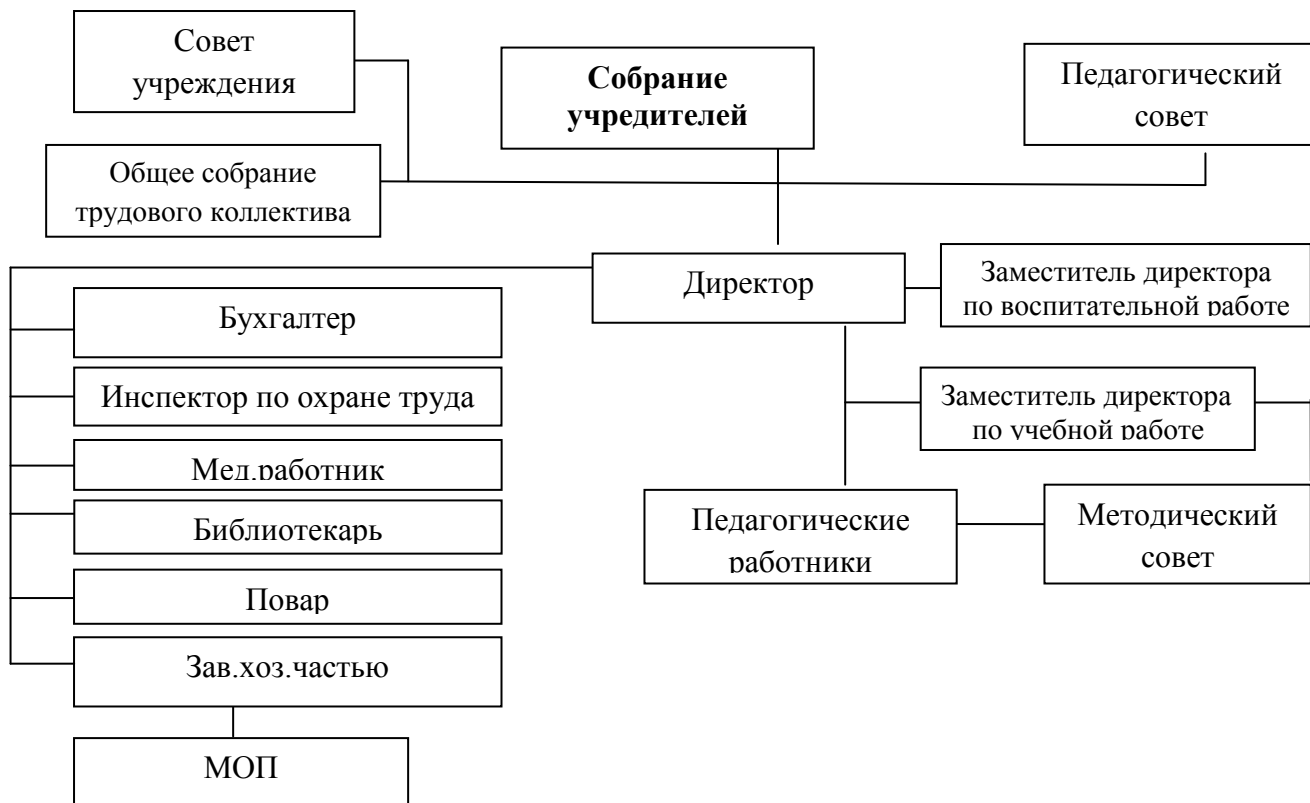 Совет
учреждения
Собрание
учредителей
Педагогический
совет
Общее собрание
трудового коллектива
Директор
Заместитель директора
по воспитательной работе
Бухгалтер
Инспектор по охране труда
Заместитель директора
по учебной работе
Мед.работник
Библиотекарь
Педагогические
работники
Методический
совет
Повар
Зав.хоз.частью
МОП